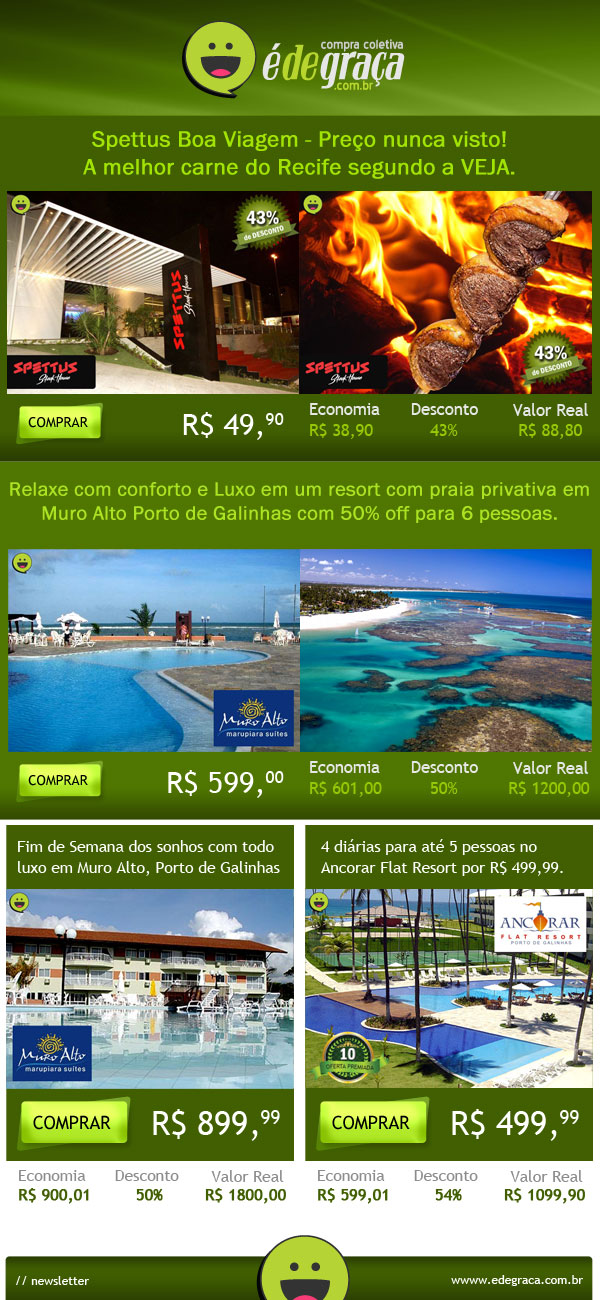 compra coletiva
édegraça
.com.br
Spettus Boa Viagem - Preço nunca visto!
A melhor carne do Recife segundo a VEJA.
43%
de DESCONTO
SPETTUS
Steak House
SPETTUS
Steak House
SPETTUS
Steak House
43%
de DESCONTO
COMPRAR
R$ 49,90
Economia
Desconto
Valor Real
R$ 38,90
43%
R$ 88,80
Relaxe com conforto e Luxo em um resort com praia privativa em
Muro Alto Porto de Galinhas com 50% off para 6 pessoas.
Muro Alto
marupiara suítes
COMPRAR
R$ 599,00
Economia
Desconto
Valor Real
R$ 601,00
50%
R$ 1200,00
Fim de Semana dos sonhos com todo
luxo em Muro Alto, Porto de Galinhas
Muro Alto
marupiara suítes
COMPRAR
R$ 899,99
Economia
Desconto
Valor Real
R$ 900,01
50%
R$ 1800,00
4 diárias para até 5 pessoas no
Ancorar Flat Resort por R$ 499,99.
ANCORAR
FLAT RESORT
PORTO DE GALINHAS
10
OFERTA PREMIADA
COMPRAR
R$ 499,99
Economia
Desconto
Valor Real
R$ 599,01
54%
R$ 1099,90
// newsletter
www.edegraca.com.br